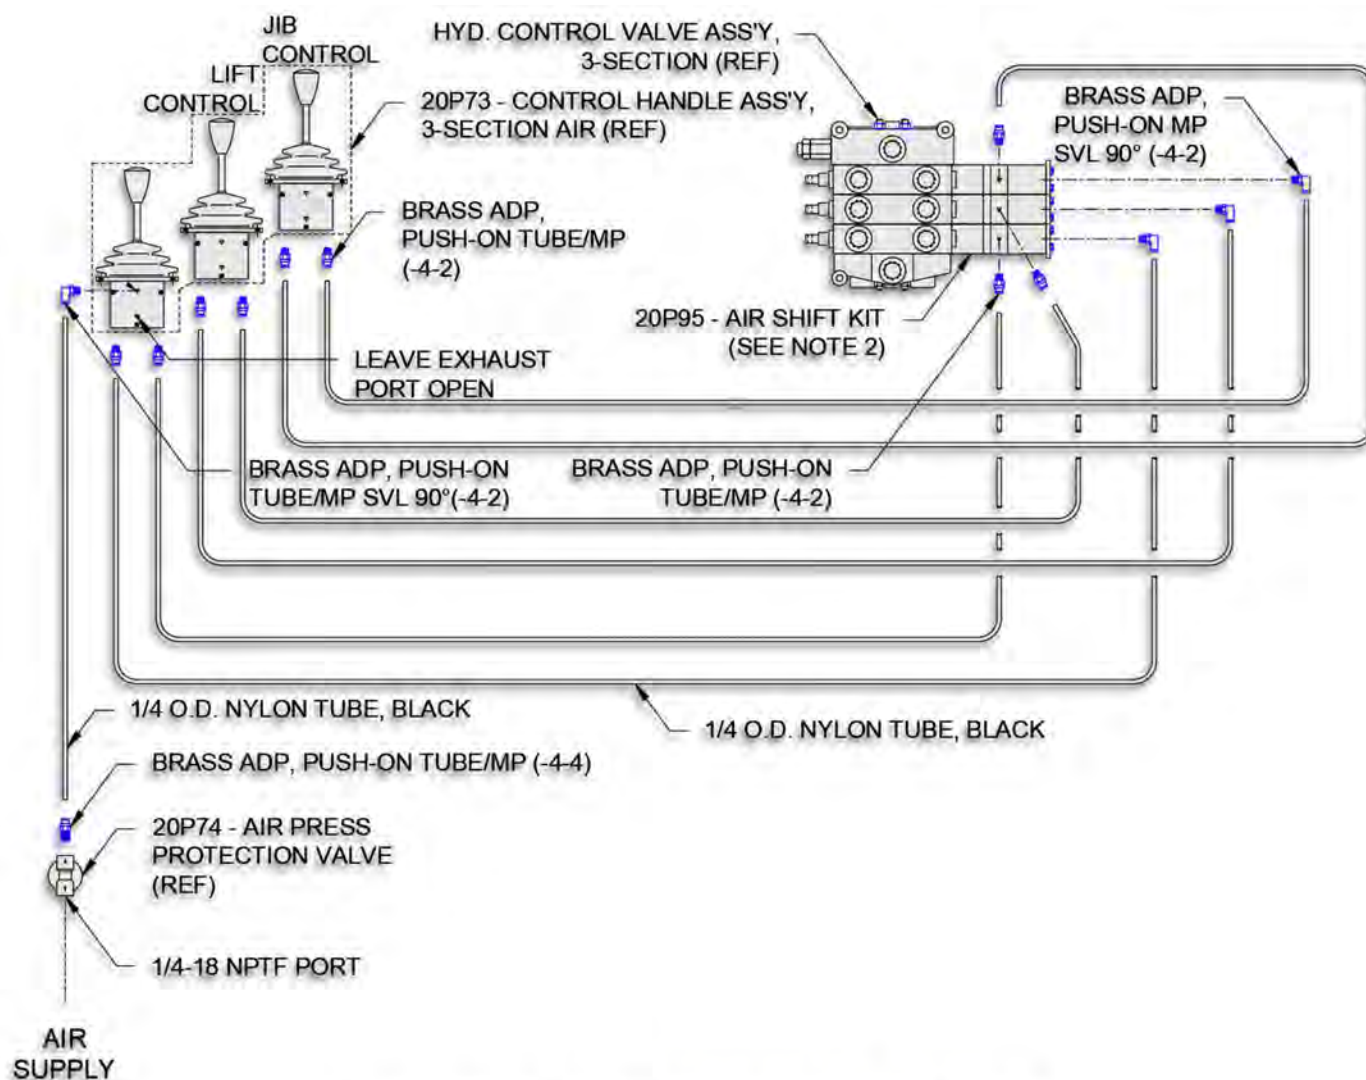 JIB
CONTROL
LIFT
CONTROL
20P73 - CONTROL HANDLE ASS'Y,
3-SECTION AIR (REF)
HYD. CONTROL VALVE ASS'Y,
3-SECTION (REF)
BRASS ADP,
PUSH-ON MP
SVL 90° (-4-2)
BRASS ADP,
PUSH-ON TUBE/MP
(-4-2)
20P95 - AIR SHIFT KIT
(SEE NOTE 2)
LEAVE EXHAUST
PORT OPEN
BRASS ADP, PUSH-ON
TUBE/MP SVL 90°(-4-2)
BRASS ADP, PUSH-ON
TUBE/MP (-4-2)
1/4 O.D. NYLON TUBE, BLACK
1/4 O.D. NYLON TUBE, BLACK
BRASS ADP, PUSH-ON TUBE/MP (-4-4)
20P74 - AIR PRESS
PROTECTION VALVE
(REF)
1/4-18 NPTF PORT
AIR
SUPPLY